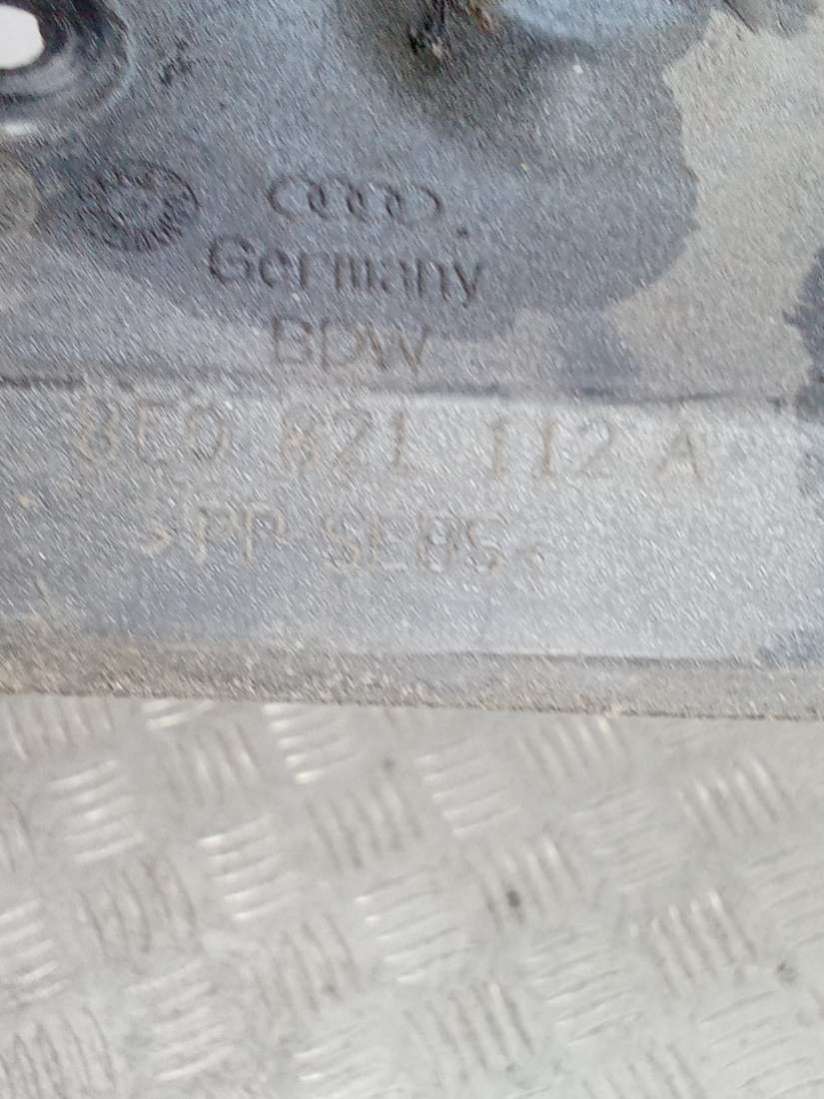 Germany
BDW
8E0 821 112 A
>PP-SEBS<